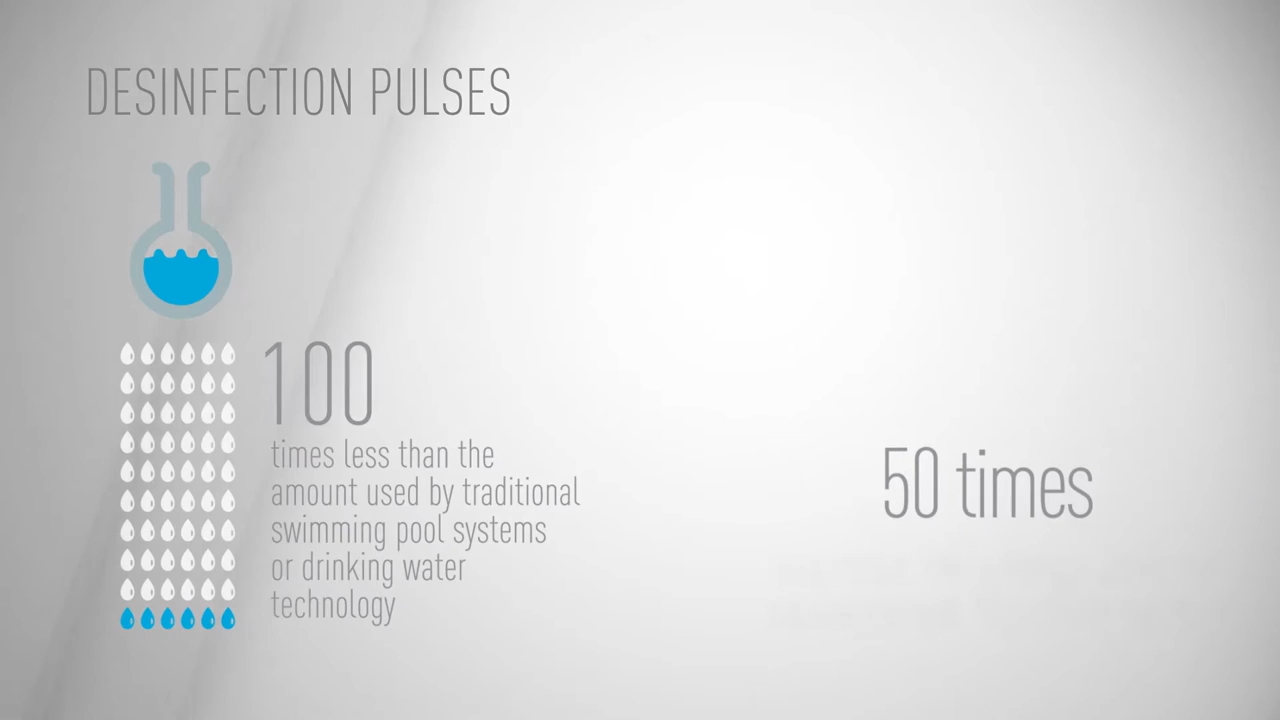 DESINFECTION PULSES
100
times less than the
amount used by traditional
swimming pool systems
or drinking water
technology
50 times